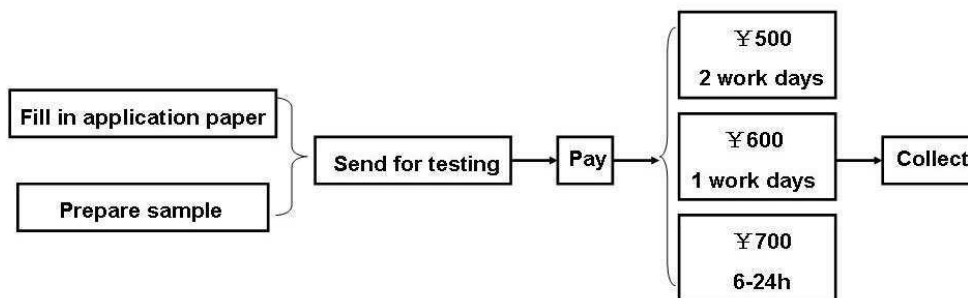 Fill in application paper
Prepare sample
Send for testing
Pay
¥500
2 work days
¥600
1 work days
¥700
6-24h
Collect